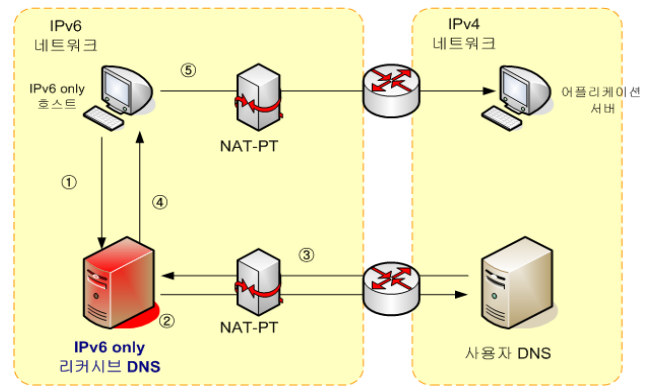 IPv6
네트워크
IPv4
네트워크
IPv6 only
호스트
⑤
NAT-PT
어플리케이션
서버
①
④
③
②
NAT-PT
IPv6 only
리커시브 DNS
사용자 DNS